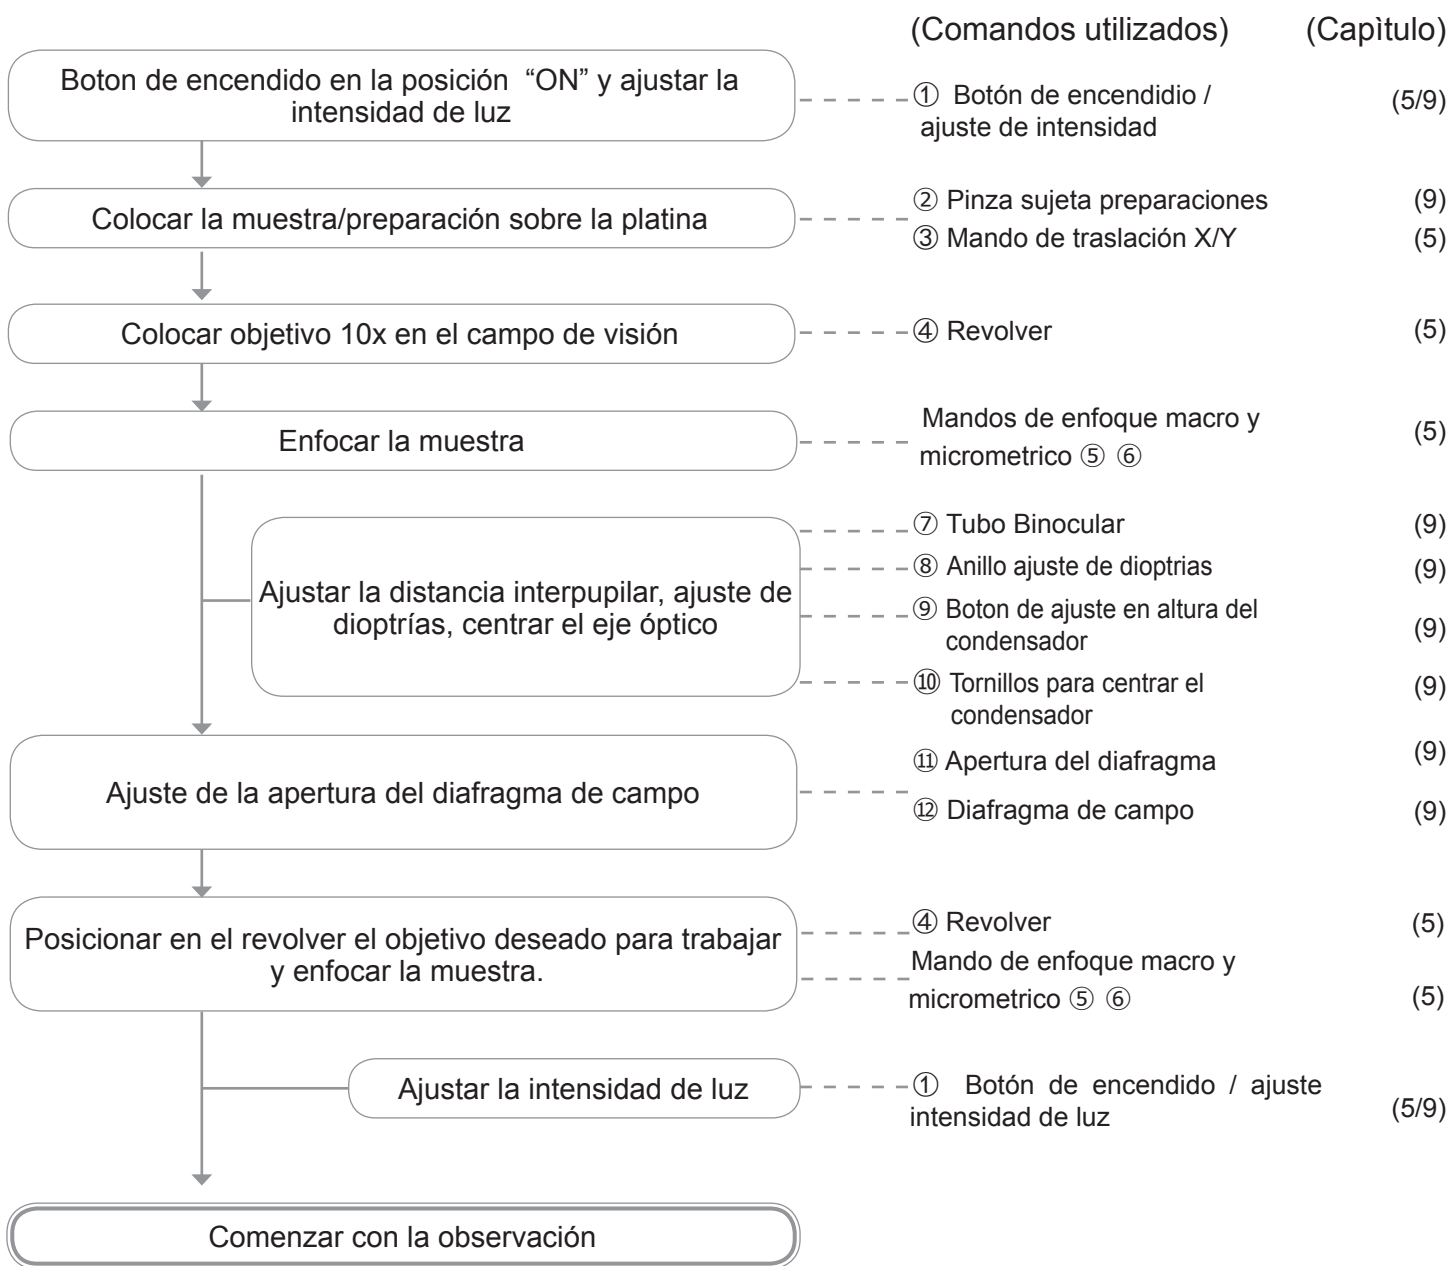 (Comandos utilizados) (Capìtulo)
Boton de encendido en la posición “ON” y ajustar la
intensidad de luz
① Botón de encendidio /
ajuste de intensidad
(5/9)
Colocar la muestra/preparación sobre la platina
② Pinza sujeta preparaciones (9)
③ Mando de traslación X/Y (5)
Colocar objetivo 10x en el campo de visión
④ Revolver (5)
Enfocar la muestra
Mandos de enfoque macro y
micrometrico ⑤ ⑥
(5)
Ajustar la distancia interpupilar, ajuste de
dioptrías, centrar el eje óptico
⑦ Tubo Binocular (9)
⑧ Anillo ajuste de dioptrias (9)
⑨ Boton de ajuste en altura del
condensador
(9)
⑩ Tornillos para centrar el
condensador
(9)
Ajuste de la apertura del diafragma de campo
⑪ Apertura del diafragma (9)
⑫ Diafragma de campo (9)
Posicionar en el revolver el objetivo deseado para trabajar
y enfocar la muestra.
④ Revolver (5)
Mando de enfoque macro y
micrometrico ⑤ ⑥ (5)
Ajustar la intensidad de luz
① Botón de encendido / ajuste
intensidad de luz
(5/9)
Comenzar con la observación